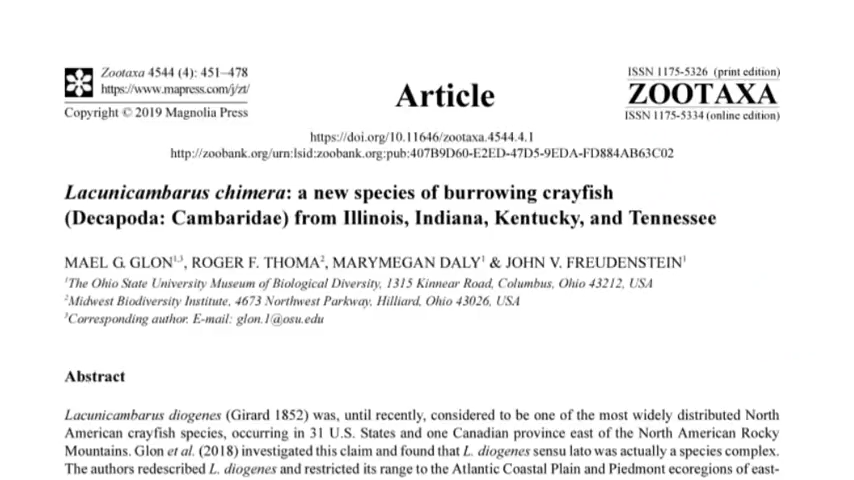 Zootaxa 4544 (4): 451–478
https://www.mapress.com/j/zt/
Copyright © 2019 Magnolia Press
Article
ISSN 1175-5326 (print edition)
ZOOTAXA
ISSN 1175-5334 (online edition)
https://doi.org/10.11646/zootaxa.4544.4.1
http://zoobank.org/urn:lsid:zoobank.org:pub:407B9D60-E2ED-47D5-9EDA-FD884AB63C02
Lacunicambarus chimera: a new species of burrowing crayfish
(Decapoda: Cambaridae) from Illinois, Indiana, Kentucky, and Tennessee
MAEL G. GLON1,3, ROGER F. THOMA2, MARYMEGAN DALY1 & JOHN V. FREUDENSTEIN1
1The Ohio State University Museum of Biological Diversity, 1315 Kinnear Road, Columbus, Ohio 43212, USA
2Midwest Biodiversity Institute, 4673 Northwest Parkway, Hilliard, Ohio 43026, USA
3Corresponding author. E-mail: glon.1@osu.edu
Abstract
Lacunicambarus diogenes (Girard 1852) was, until recently, considered to be one of the most widely distributed North
American crayfish species, occurring in 31 U.S. States and one Canadian province east of the North American Rocky
Mountains. Glon et al. (2018) investigated this claim and found that L. diogenes sensu lato was actually a species complex.
The authors redescribed L. diogenes and restricted its range to the Atlantic Coastal Plain and Piedmont ecoregions of east-